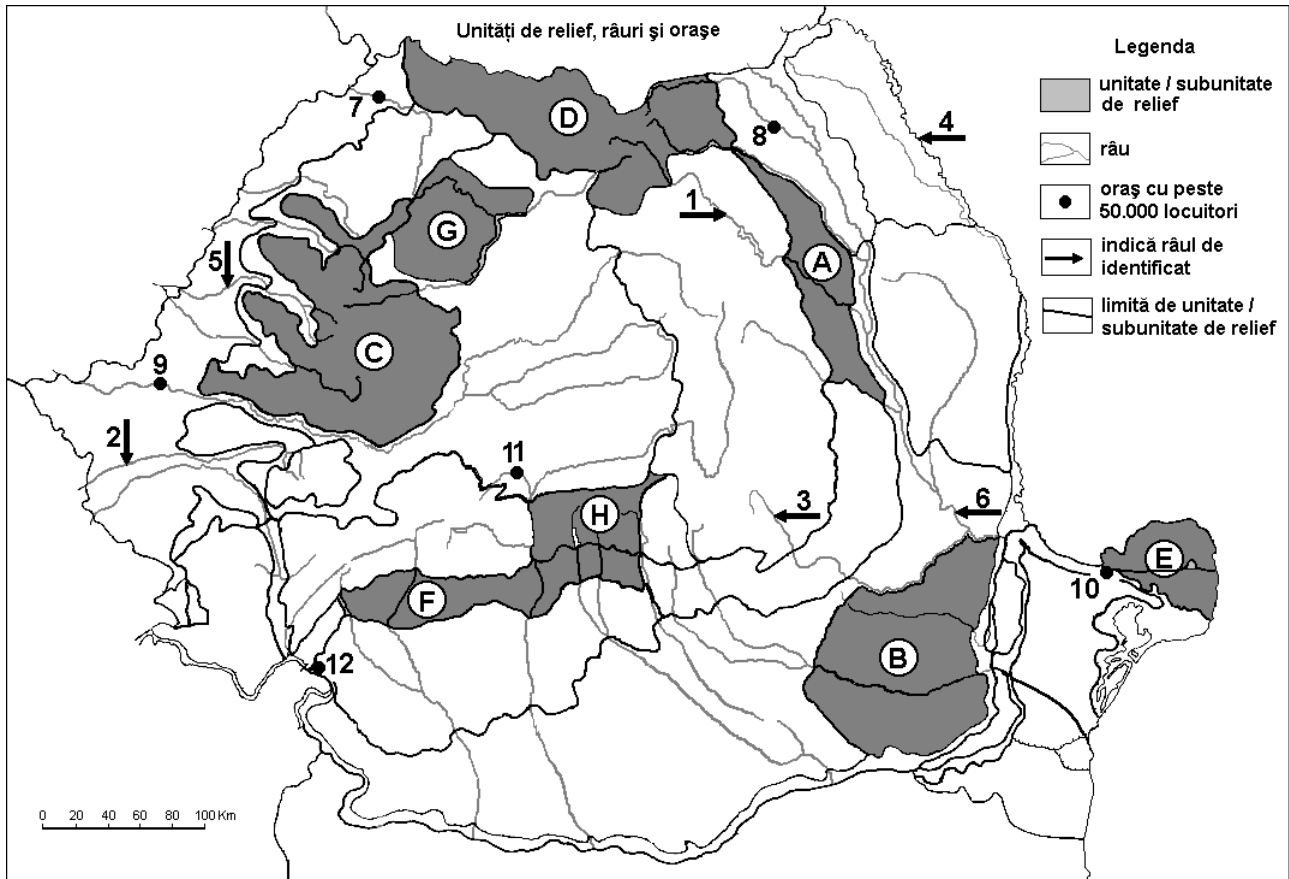 Unităţi de relief, râuri şi oraşe
Legenda
unitate / subunitate
de relief
râu
oraş cu peste
50.000 locuitori
indică râul de
identificat
limită de unitate /
subunitate de relief
7
D
8
4
1
G
A
5
C
9
2
11
H
3
6
E
10
F
B
12
0 20 40 60 80 100 Km